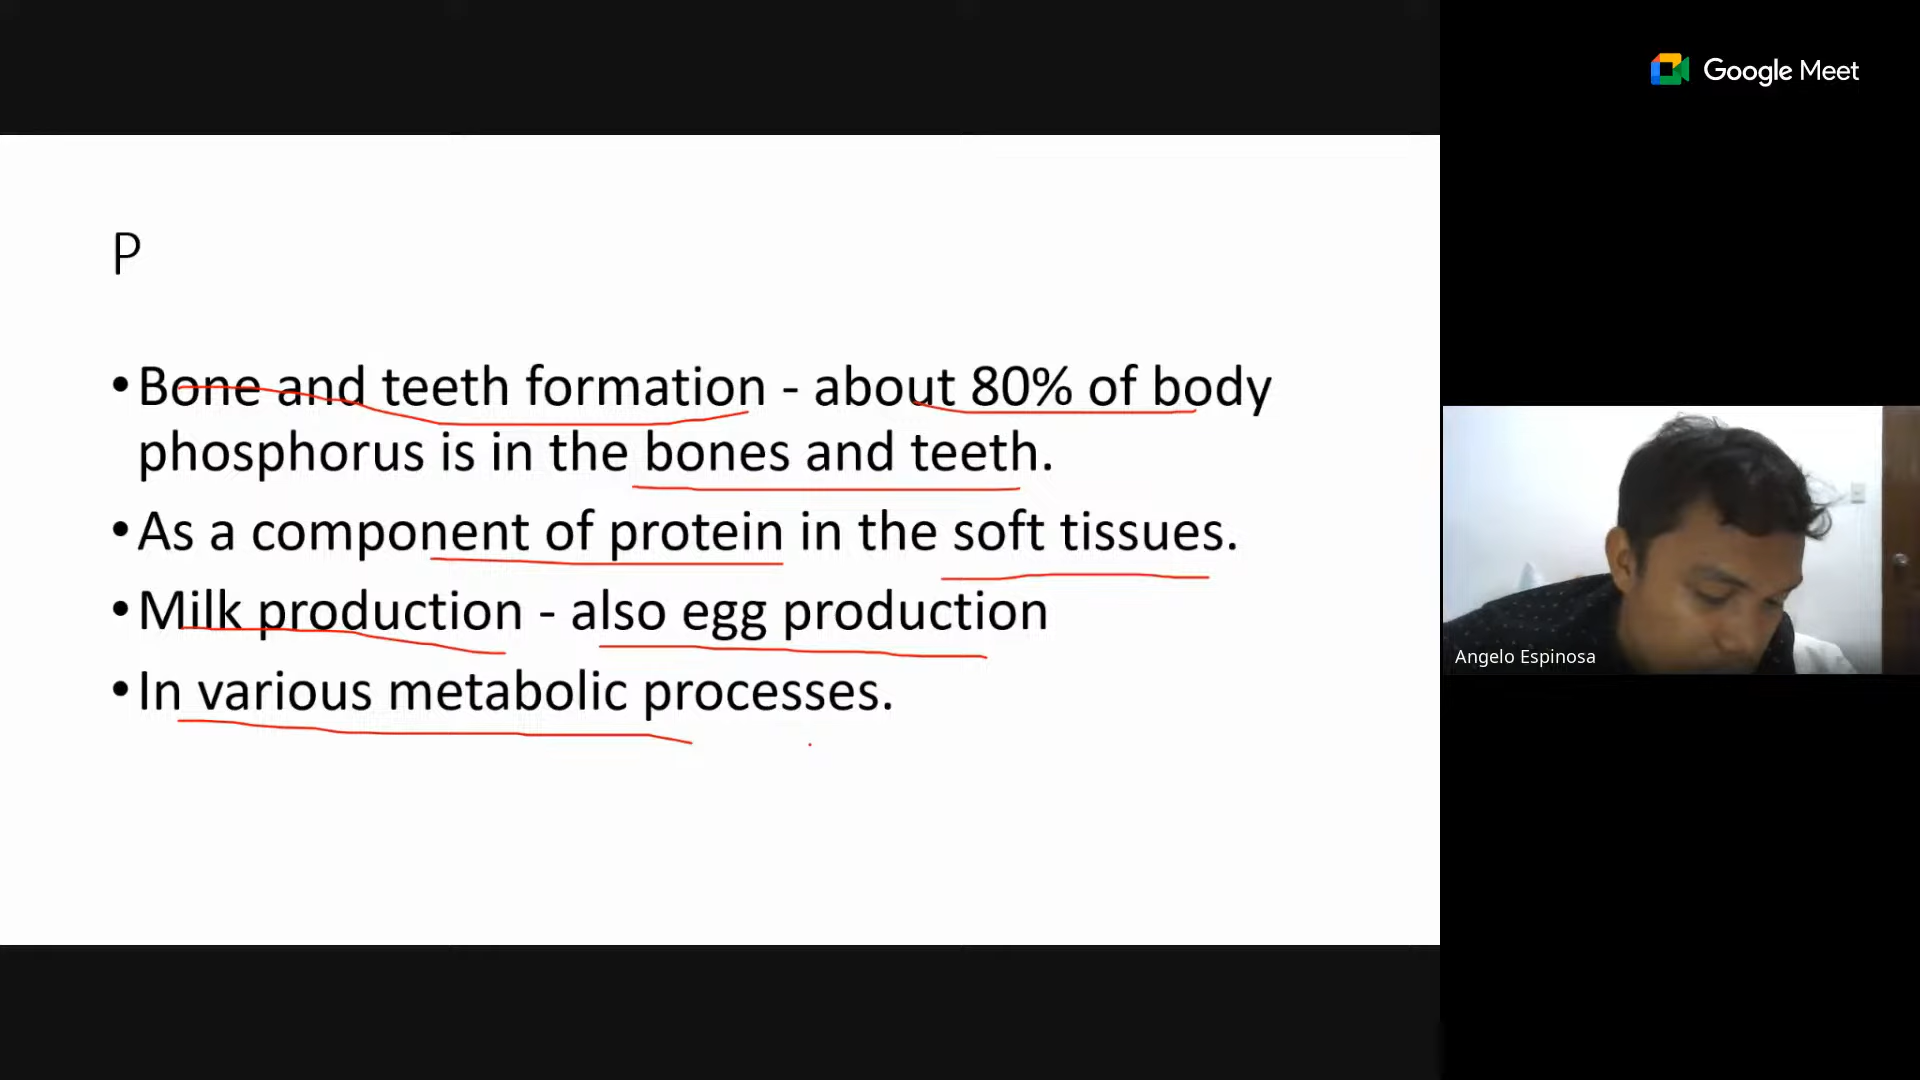 Google Meet
P
•Bone and teeth formation - about 80% of body
phosphorus is in the bones and teeth.
•As a component of protein in the soft tissues.
•Milk production - also egg production
•In various metabolic processes.
Angelo Espinosa